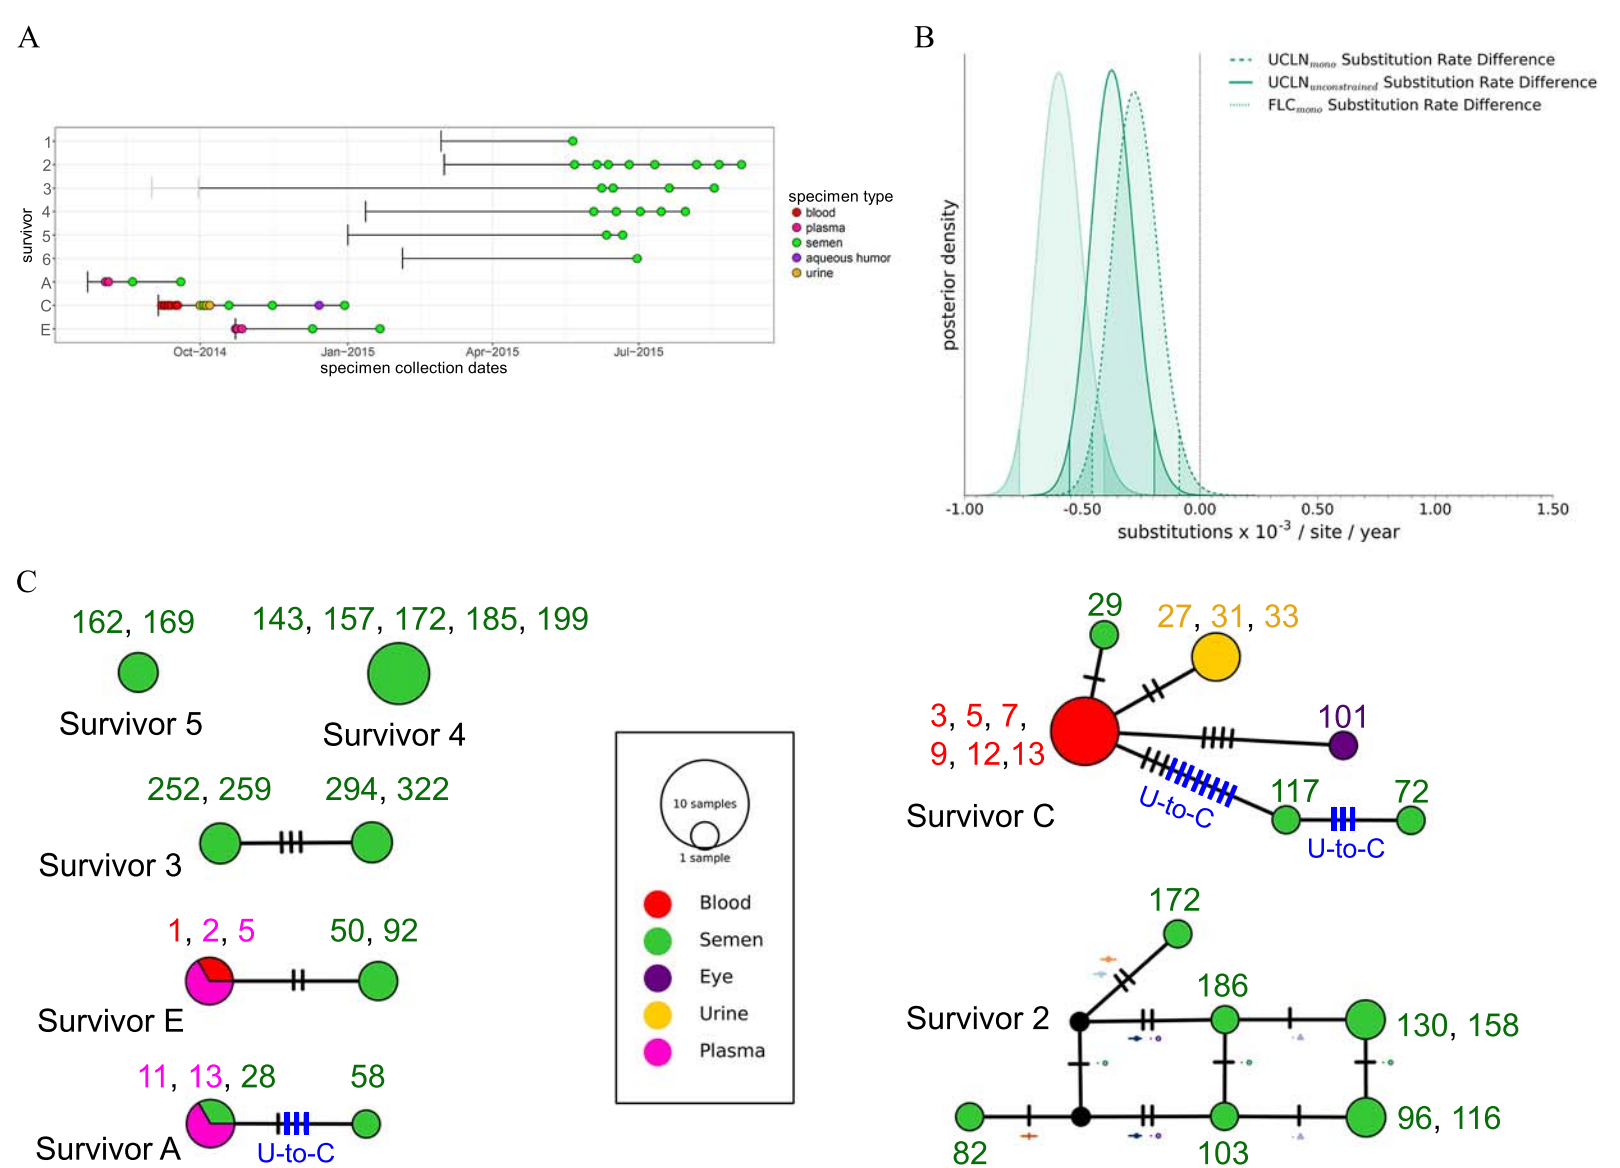 A
survivor
1
2
3
4
5
6
A
C
E
Oct−2014
Jan−2015
Apr−2015
Jul−2015
specimen collection dates
specimen type
blood
plasma
semen
aqueous humor
urine
B
UCLNmono Substitution Rate Difference
UCLNunconstrained Substitution Rate Difference
FLCmono Substitution Rate Difference
posterior density
-1.00
-0.50
0.00
0.50
1.00
1.50
substitutions x 10-3 / site / year
C
162, 169
Survivor 5
143, 157, 172, 185, 199
Survivor 4
252, 259
294, 322
Survivor 3
1, 2, 5
50, 92
Survivor E
11, 13, 28
58
U-to-C
Survivor A
10 samples
1 sample
Blood
Semen
Eye
Urine
Plasma
29
27, 31, 33
3, 5, 7,
9, 12,13
101
U-to-C
117
72
U-to-C
Survivor C
172
186
Survivor 2
130, 158
82
103
96, 116